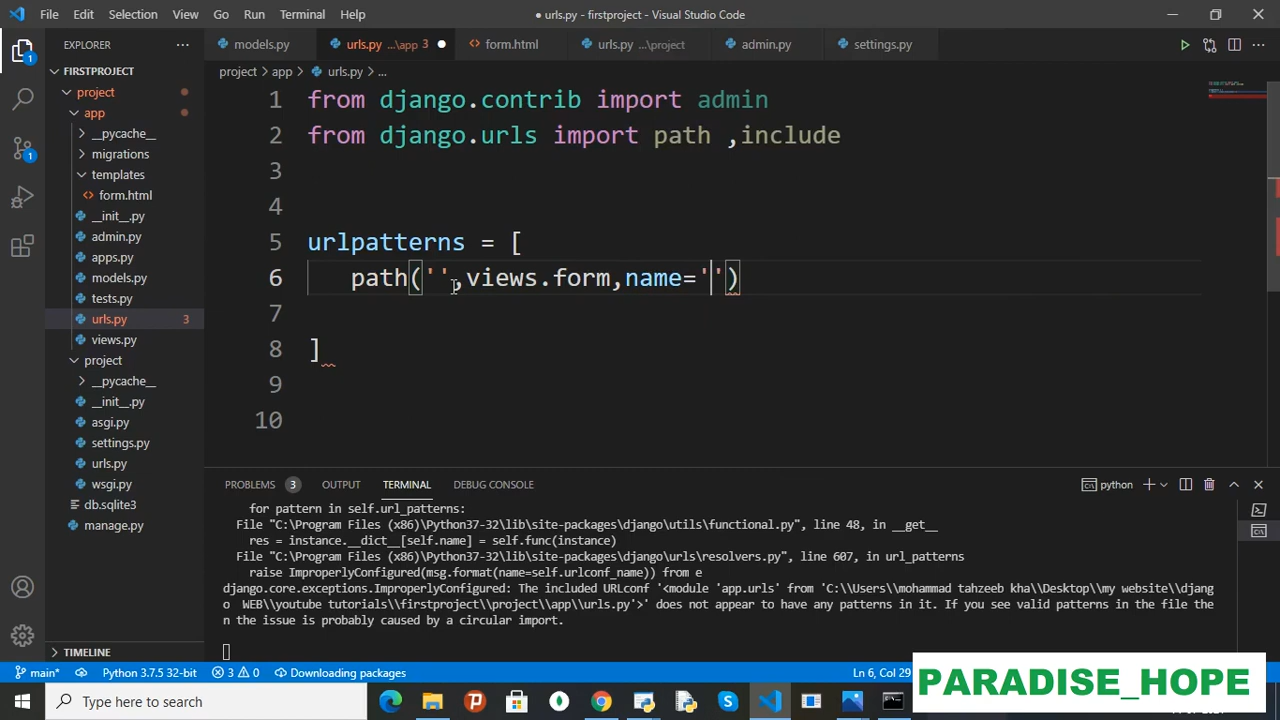 File Edit Selection View Go Run Terminal Help
● urls.py - firstproject - Visual Studio Code
EXPLORER
models.py
urls.py ...\app 3 ●
form.html
urls.py ...\project
admin.py
settings.py
project > app > urls.py > ...
FIRSTPROJECT
project
app
__pycache__
migrations
templates
form.html
__init__.py
admin.py
apps.py
models.py
tests.py
urls.py 3
views.py
project
__pycache__
__init__.py
asgi.py
settings.py
urls.py
wsgi.py
db.sqlite3
manage.py
TIMELINE
1 from django.contrib import admin
2 from django.urls import path ,include
3
4
5 urlpatterns = [
6 path('',views.form,name='')
7
8 ]
9
10
PROBLEMS 3 OUTPUT TERMINAL DEBUG CONSOLE
python
for pattern in self.url_patterns:
File "C:\Program Files (x86)\Python37-32\lib\site-packages\django\utils\functional.py", line 48, in __get__
res = instance.__dict__[self.name] = self.func(instance)
File "C:\Program Files (x86)\Python37-32\lib\site-packages\django\urls\resolvers.py", line 607, in url_patterns
raise ImproperlyConfigured(msg.format(name=self.urlconf_name)) from e
django.core.exceptions.ImproperlyConfigured: The included URLconf '<module 'app.urls' from 'C:\\Users\\mohammad tahzeeb kha\\Desktop\\my website\\djang
o WEB\\youtube tutorials\\firstproject\\project\\app\\urls.py'>' does not appear to have any patterns in it. If you see valid patterns in the file the
n the issue is probably caused by a circular import.
main* Python 3.7.5 32-bit 3 0 Downloading packages
Ln 6, Col 29
PARADISE_HOPE
Type here to search